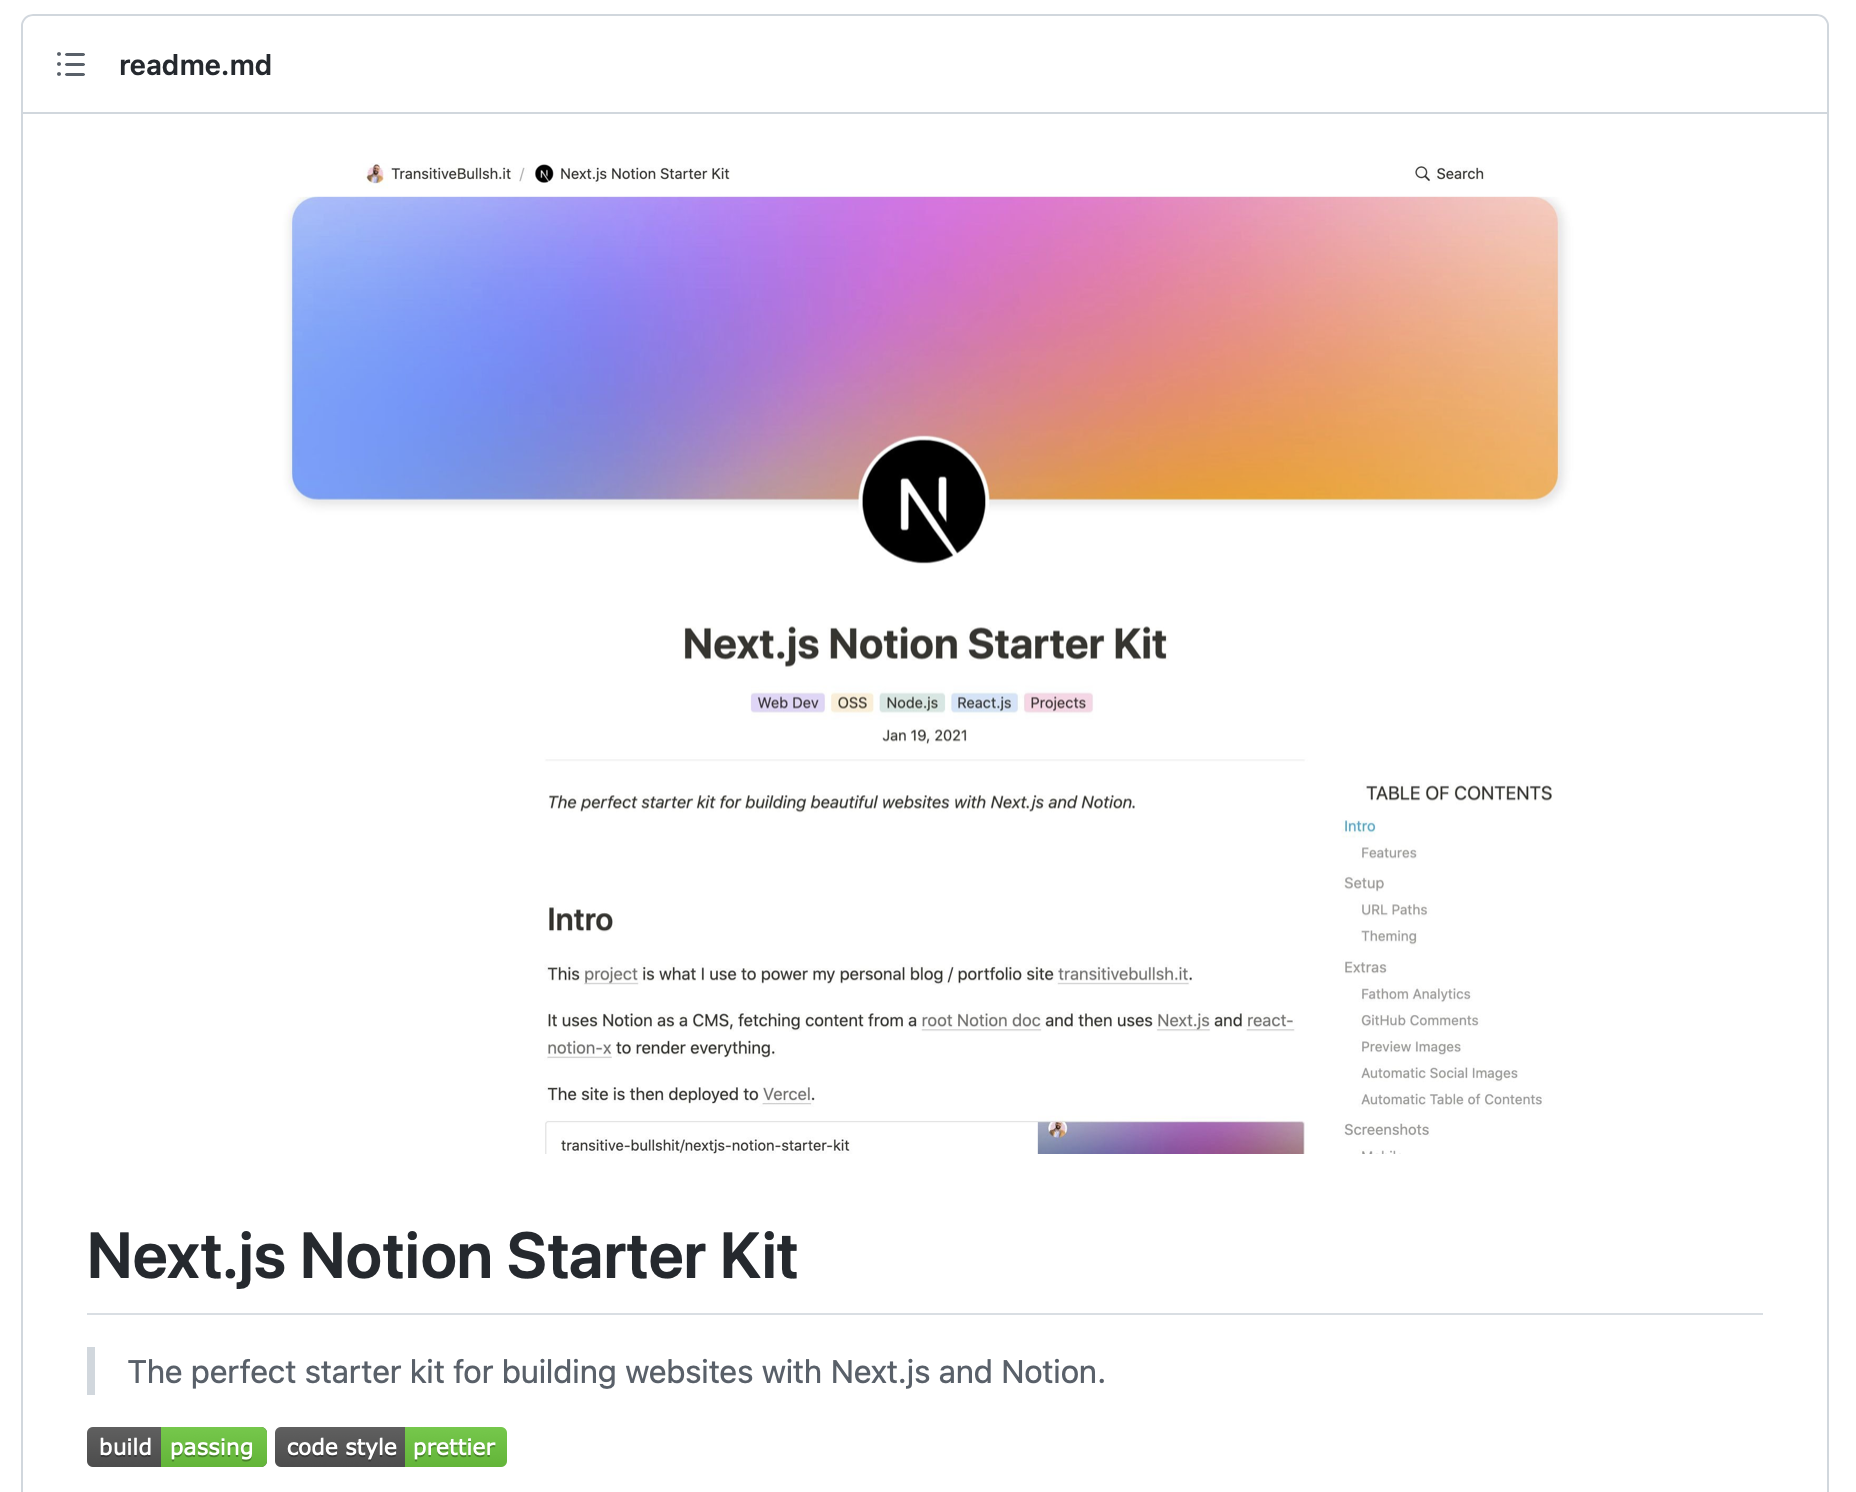 readme.md
TransitiveBullsh.it / Next.js Notion Starter Kit
Search
Next.js Notion Starter Kit
Web Dev OSS Node.js React.js Projects
Jan 19, 2021
The perfect starter kit for building beautiful websites with Next.js and Notion.
Intro
This project is what I use to power my personal blog / portfolio site transitivebullsh.it.
It uses Notion as a CMS, fetching content from a root Notion doc and then uses Next.js and react-
notion-x to render everything.
The site is then deployed to Vercel.
transitive-bullshit/nextjs-notion-starter-kit
TABLE OF CONTENTS
Intro
Features
Setup
URL Paths
Theming
Extras
Fathom Analytics
GitHub Comments
Preview Images
Automatic Social Images
Automatic Table of Contents
Screenshots
Next.js Notion Starter Kit
The perfect starter kit for building websites with Next.js and Notion.
build passing code style prettier